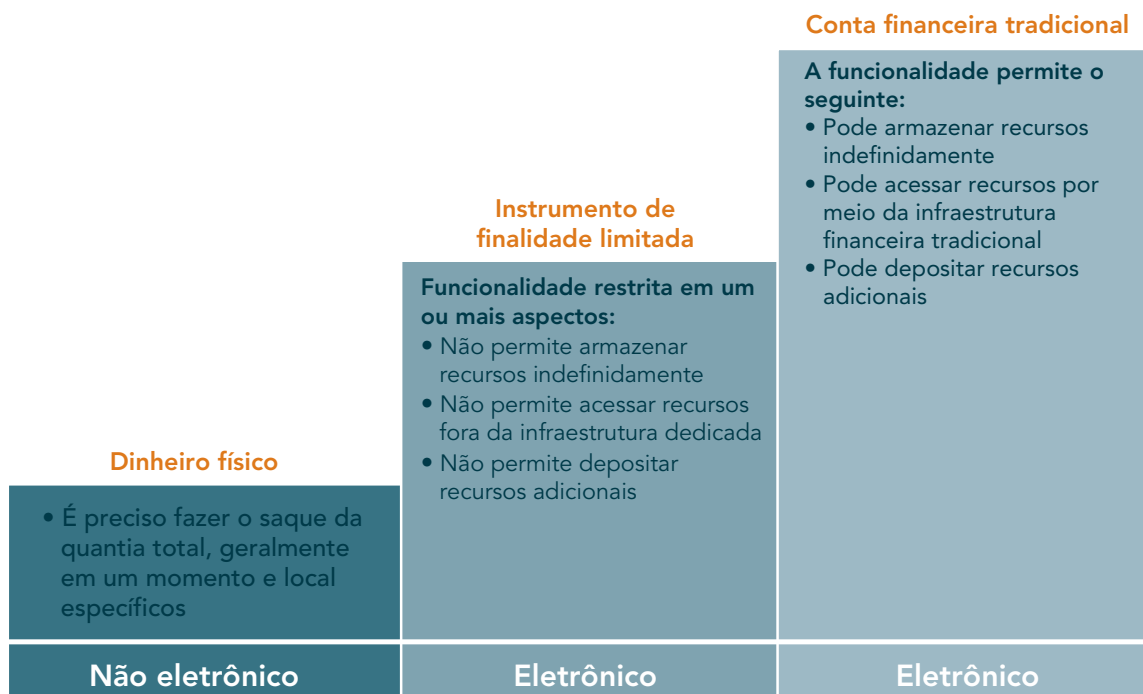 Dinheiro físico
• É preciso fazer o saque da
quantia total, geralmente
em um momento e local
específicos
Não eletrônico
Instrumento de
finalidade limitada
Funcionalidade restrita em um
ou mais aspectos:
• Não permite armazenar
recursos indefinidamente
• Não permite acessar recursos
fora da infraestrutura dedicada
• Não permite depositar
recursos adicionais
Eletrônico
Conta financeira tradicional
A funcionalidade permite o
seguinte:
• Pode armazenar recursos
indefinidamente
• Pode acessar recursos por
meio da infraestrutura
financeira tradicional
• Pode depositar recursos
adicionais
Eletrônico